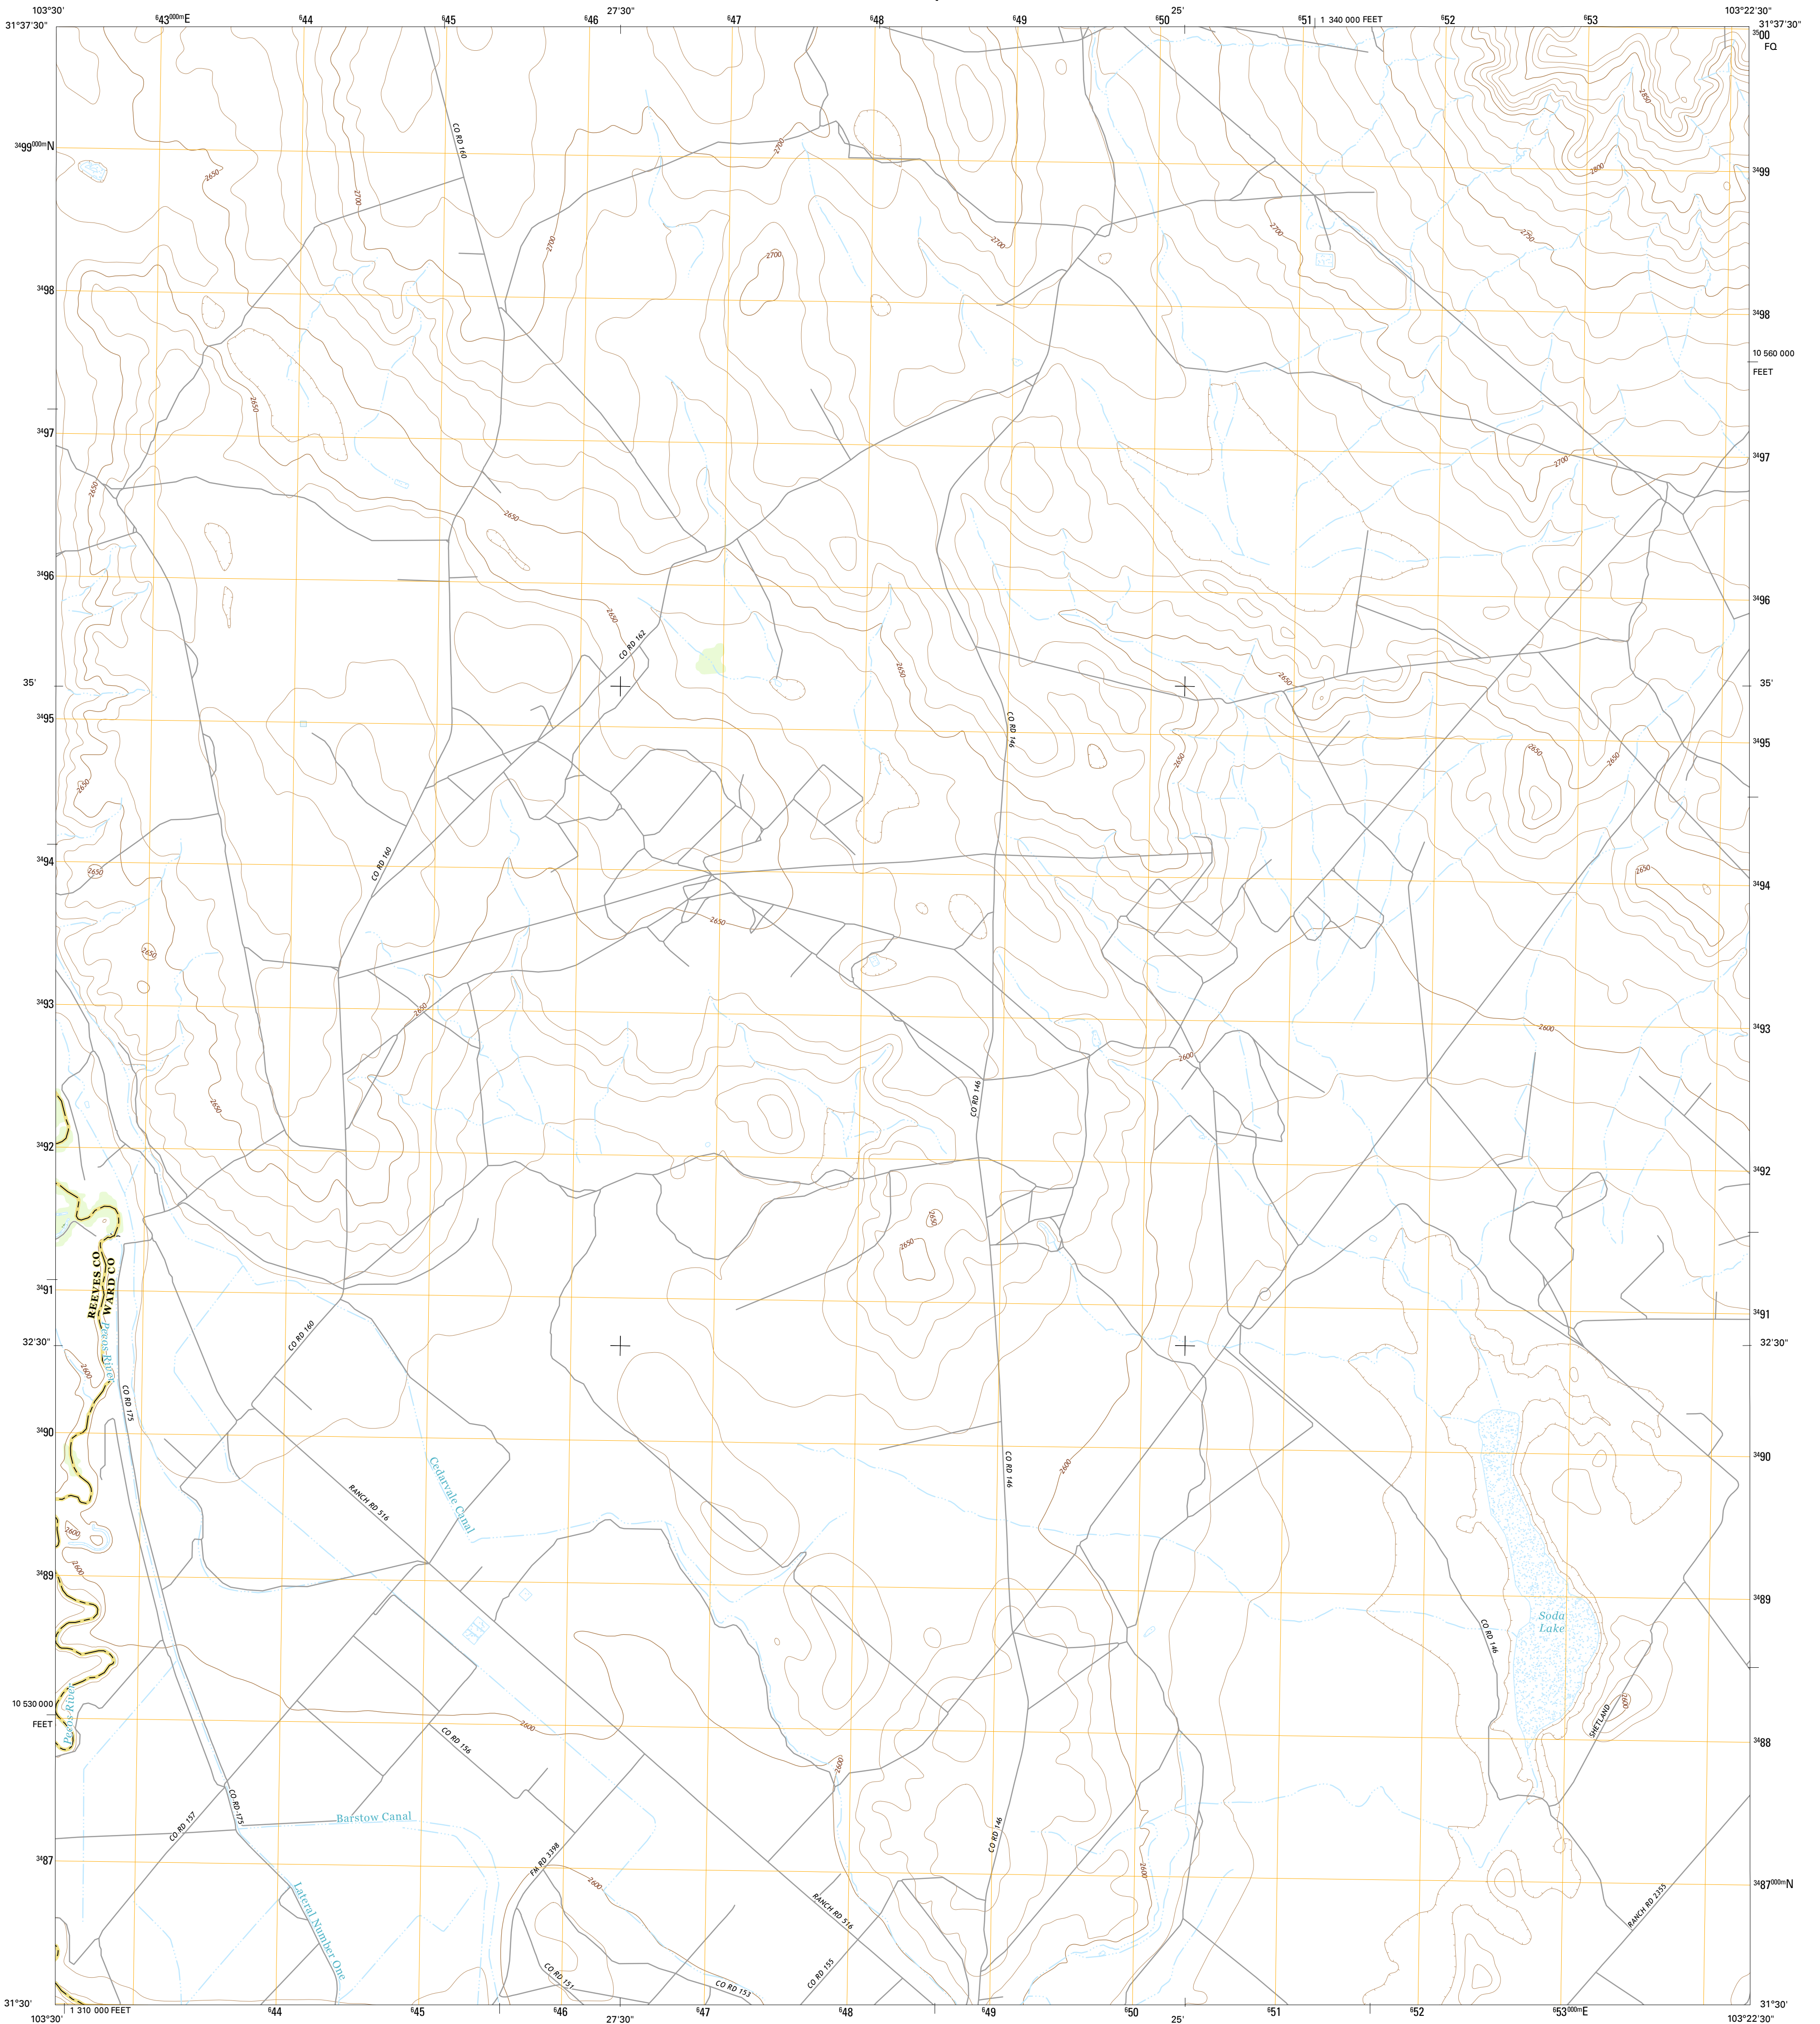 103°30'
⁶43⁰⁰⁰ᵐE
⁶44
⁶45
⁶46
27'30"
⁶47
⁶48
⁶49
⁶50
25'
⁶51
1 340 000 FEET
⁶52
⁶53
103°22'30"
31°37'30"
31°37'30"
³⁵00
FQ
2850
CO RD 160
³⁴99⁰⁰⁰ᵐN
2700
2800
³⁴99
2650
2700
2700
2700
2700
2750
2700
³⁴98
³⁴98
10 560 000
FEET
2650
³⁴97
³⁴97
2700
2650
2650
³⁴96
³⁴96
2650
CO RD 162
2650
2650
35'
35'
³⁴95
CO RD 146
³⁴95
2650
2650
2650
2650
CO RD 160
³⁴94
2650
2650
³⁴94
2650
2650
³⁴93
2650
2600
³⁴93
2600
CO RD 146
2650
³⁴92
³⁴92
2650
2650
REEVES CO
WARD CO
³⁴91
³⁴91
Pecos River
CO RD 160
32'30"
32'30"
2600
CO RD 175
³⁴90
³⁴90
CO RD 146
2600
Cedarvale Canal
RANCH RD 516
2600
2600
³⁴89
³⁴89
Soda
Lake
CO RD 146
Pecos River
10 530 000
FEET
2600
SHETLAND
2600
CO RD 156
³⁴88
2600
CO RD 175
Barstow Canal
CO RD 157
CO RD 146
³⁴87
FM RD 3398
2600
2600
³⁴87⁰⁰⁰ᵐN
Lateral Number One
RANCH RD 516
RANCH RD 2355
CO RD 151
CO RD 153
CO RD 155
31°30'
31°30'
1 310 000 FEET
103°30'
⁶44
⁶45
⁶46
27'30"
⁶47
⁶48
⁶49
⁶50
25'
⁶51
⁶52
⁶53⁰⁰⁰ᵐE
103°22'30"